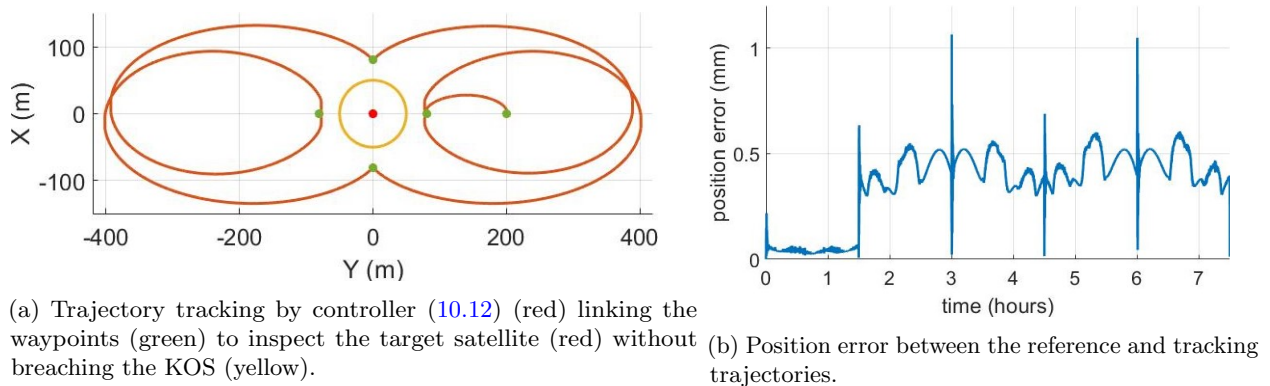 100
0
-100
X (m)
-400
-200
0
200
400
Y (m)
(a) Trajectory tracking by controller (10.12) (red) linking the
waypoints (green) to inspect the target satellite (red) without
breaching the KOS (yellow).
1
0.5
0
position error (mm)
0
1
2
3
4
5
6
7
time (hours)
(b) Position error between the reference and tracking
trajectories.